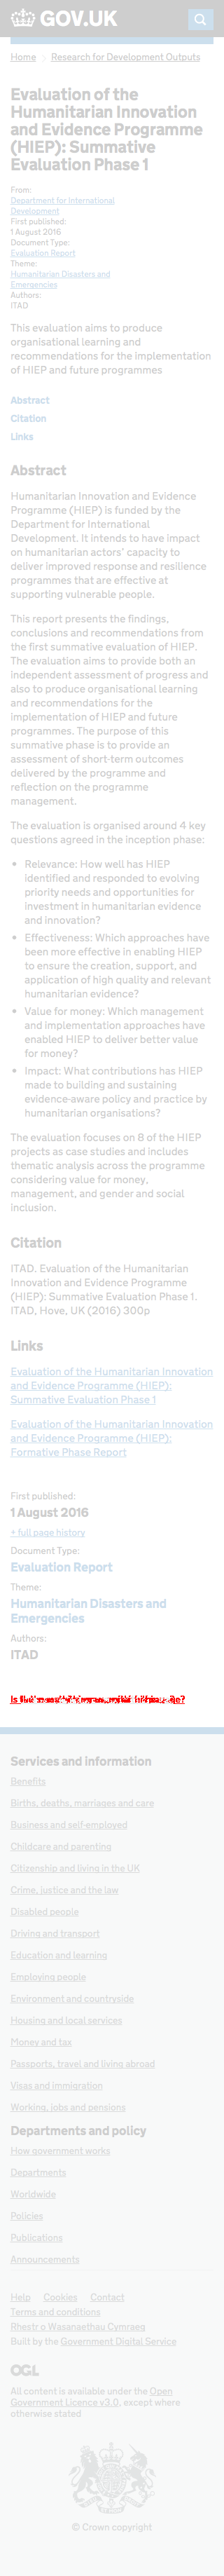 GOV.UK
Home
Research for Development Outputs
Evaluation of the
Humanitarian Innovation
and Evidence Programme
(HIEP): Summative
Evaluation Phase 1
From:
Department for International
Development
First published:
1 August 2016
Document Type:
Evaluation Report
Theme:
Humanitarian Disasters and
Emergencies
Authors:
ITAD
This evaluation aims to produce
organisational learning and
recommendations for the implementation
of HIEP and future programmes
Abstract
Citation
Links
Abstract
Humanitarian Innovation and Evidence
Programme (HIEP) is funded by the
Department for International
Development. It intends to have impact
on humanitarian actors’ capacity to
deliver improved response and resilience
programmes that are effective at
supporting vulnerable people.
This report presents the findings,
conclusions and recommendations from
the first summative evaluation of HIEP.
The evaluation aims to provide both an
independent assessment of progress and
also to produce organisational learning
and recommendations for the
implementation of HIEP and future
programmes. The purpose of this
summative phase is to provide an
assessment of short-term outcomes
delivered by the programme and
reflection on the programme
management.
The evaluation is organised around 4 key
questions agreed in the inception phase:
Relevance: How well has HIEP
identified and responded to evolving
priority needs and opportunities for
investment in humanitarian evidence
and innovation?
Effectiveness: Which approaches have
been more effective in enabling HIEP
to ensure the creation, support, and
application of high quality and relevant
humanitarian evidence?
Value for money: Which management
and implementation approaches have
enabled HIEP to deliver better value
for money?
Impact: What contributions has HIEP
made to building and sustaining
evidence-aware policy and practice by
humanitarian organisations?
The evaluation focuses on 8 of the HIEP
projects as case studies and includes
thematic analysis across the programme
considering value for money,
management, and gender and social
inclusion.
Citation
ITAD. Evaluation of the Humanitarian
Innovation and Evidence Programme
(HIEP): Summative Evaluation Phase 1.
ITAD, Hove, UK (2016) 300p
Links
Evaluation of the Humanitarian Innovation
and Evidence Programme (HIEP):
Summative Evaluation Phase 1
Evaluation of the Humanitarian Innovation
and Evidence Programme (HIEP):
Formative Phase Report
First published:
1 August 2016
+ full page history
Document Type:
Evaluation Report
Theme:
Humanitarian Disasters and
Emergencies
Authors:
ITAD
Is
Services and information
Benefits
Births, deaths, marriages and care
Business and self-employed
Childcare and parenting
Citizenship and living in the UK
Crime, justice and the law
Disabled people
Driving and transport
Education and learning
Employing people
Environment and countryside
Housing and local services
Money and tax
Passports, travel and living abroad
Visas and immigration
Working, jobs and pensions
Departments and policy
How government works
Departments
Worldwide
Policies
Publications
Announcements
Help Cookies Contact
Terms and conditions
Rhestr o Wasanaethau Cymraeg
Built by the Government Digital Service
OGL
All content is available under the Open
Government Licence v3.0, except where
otherwise stated
© Crown copyright